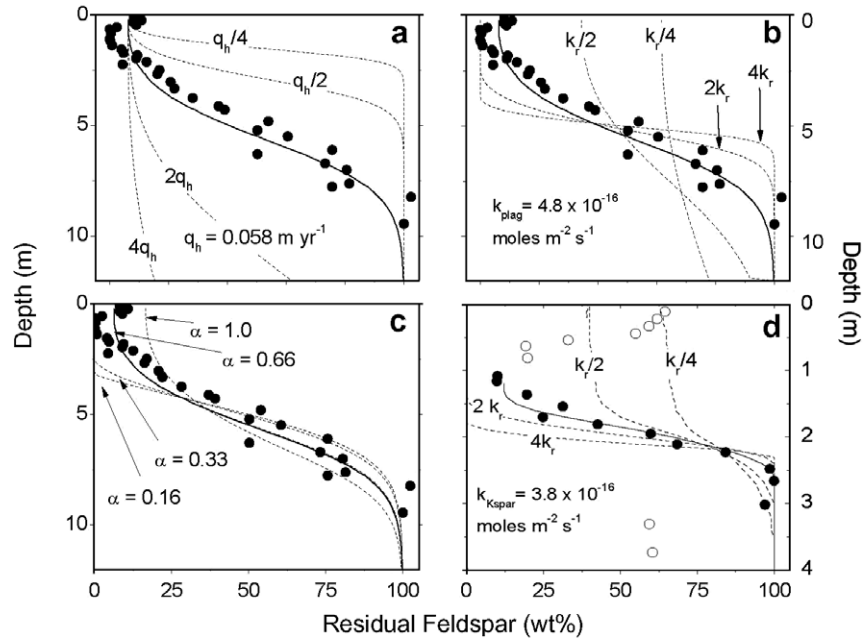 a
q_h/4
q_h/2
2q_h
4q_h
q_h = 0.058 m yr⁻¹
0
5
10
Depth (m)
b
k_r/2
k_r/4
4k_r
2k_r
k_plag = 4.8 x 10⁻¹⁶
moles m⁻² s⁻¹
0
5
10
Depth (m)
c
α = 1.0
α = 0.66
α = 0.33
α = 0.16
0
5
10
0
25
50
75
100
d
k_r/2
k_r/4
2 k_r
4k_r
k_Kspar = 3.8 x 10⁻¹⁶
moles m⁻² s⁻¹
0
1
2
3
4
0
25
50
75
100
Residual Feldspar (wt%)